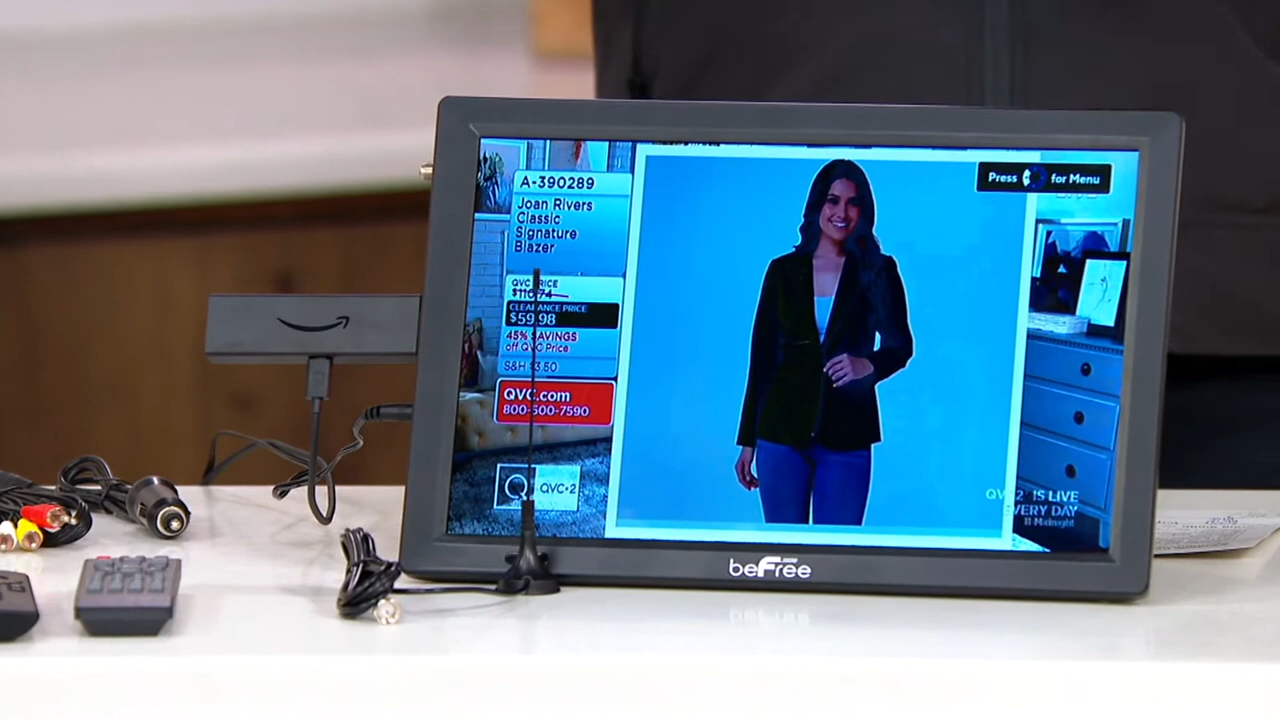 A-390289
Joan Rivers
Classic
Signature
Blazer
QVC PRICE
$110.74
CLEARANCE PRICE
$59.98
45% SAVINGS
off QVC Price
S&H $3.50
QVC.com
800-500-7590
Q QVC•2
Press for Menu
IS LIVE
EVERY DAY
beFree